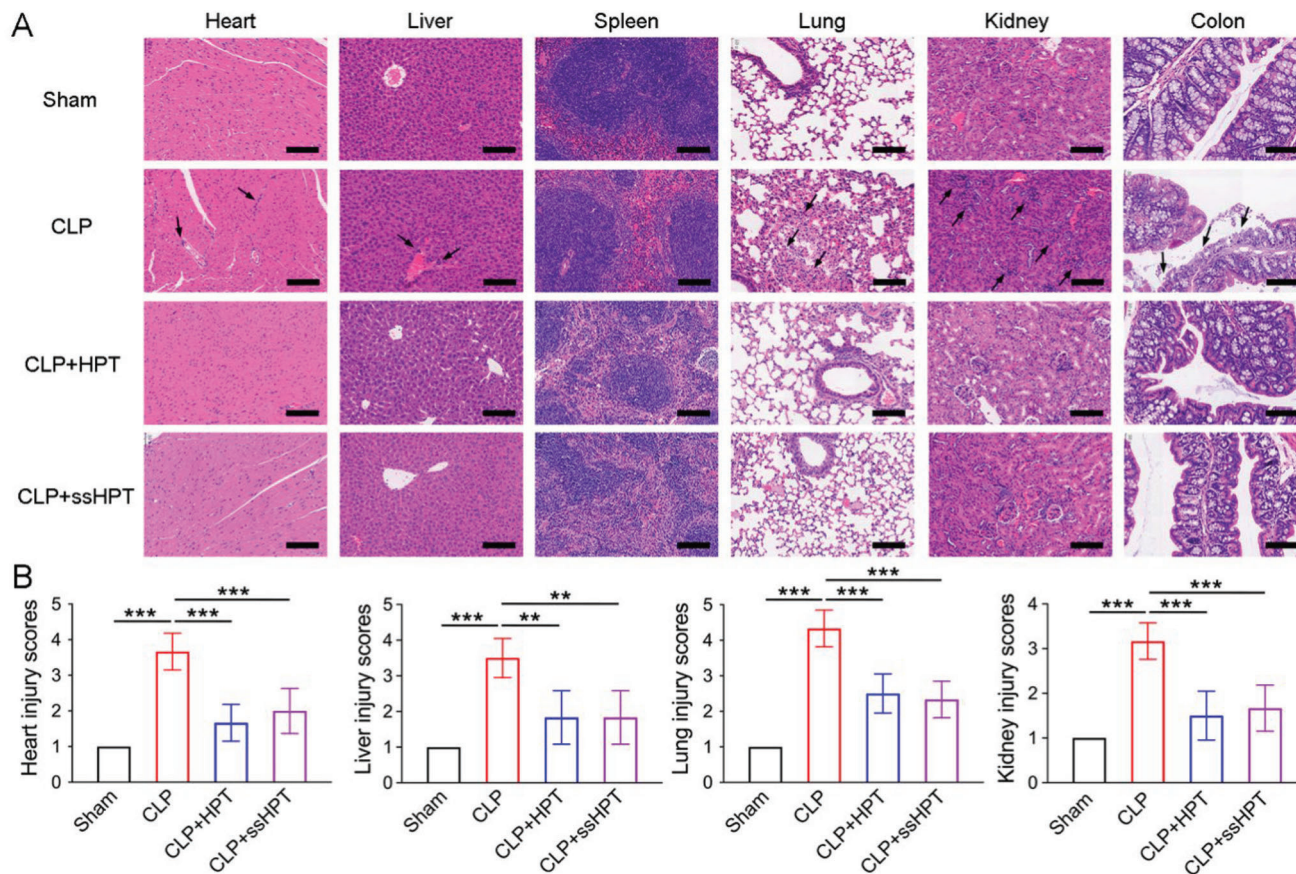 A
Heart Liver Spleen Lung Kidney Colon
Sham
CLP
CLP+HPT
CLP+ssHPT
B
Heart injury scores
5
4
3
2
1
0
***
*** ***
Sham
CLP
CLP+HPT
CLP+ssHPT
Liver injury scores
5
4
3
2
1
0
**
*** **
Sham
CLP
CLP+HPT
CLP+ssHPT
Lung injury scores
5
4
3
2
1
0
***
*** ***
Sham
CLP
CLP+HPT
CLP+ssHPT
Kidney injury scores
4
3
2
1
0
***
*** ***
Sham
CLP
CLP+HPT
CLP+ssHPT